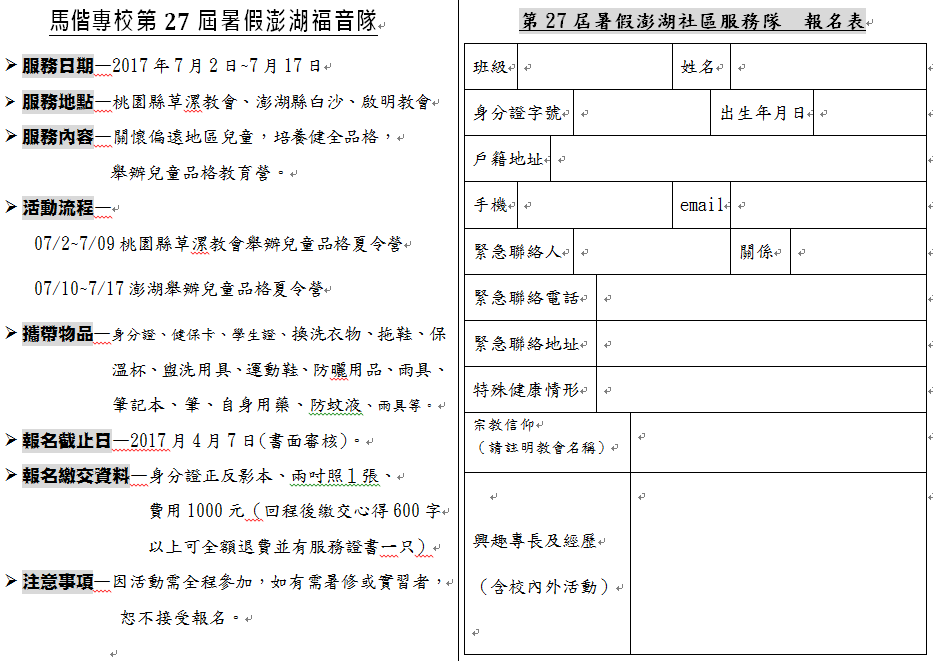 馬偕專校第 27 屆暑假澎湖福音隊
服務日期—2017 年 7 月 2 日~7 月 17 日
服務地點—桃園縣草漯教會、澎湖縣白沙、啟明教會
服務內容—關懷偏遠地區兒童，培養健全品格，
舉辦兒童品格教育營。
活動流程—
07/2~7/09 桃園縣草漯教會舉辦兒童品格夏令營
07/10~7/17 澎湖舉辦兒童品格夏令營
攜帶物品—身分證、健保卡、學生證、換洗衣物、拖鞋、保
溫杯、盥洗用具、運動鞋、防曬用品、雨具、
筆記本、筆、自身用藥、防蚊液、雨具等。
報名截止日—2017 月 4 月 7 日(書面審核)。
報名繳交資料—身分證正反影本、兩吋照１張、
費用 1000 元（回程後繳交心得 600 字
以上可全額退費並有服務證書一只）
注意事項—因活動需全程參加，如有需暑修或實習者，
恕不接受報名。
第 27 屆暑假澎湖社區服務隊　報名表
班級 姓名
身分證字號 出生年月日
戶籍地址
手機 email
緊急聯絡人 關係
緊急聯絡電話
緊急聯絡地址
特殊健康情形
宗教信仰
（請註明教會名稱）
興趣專長及經歷
（含校內外活動）